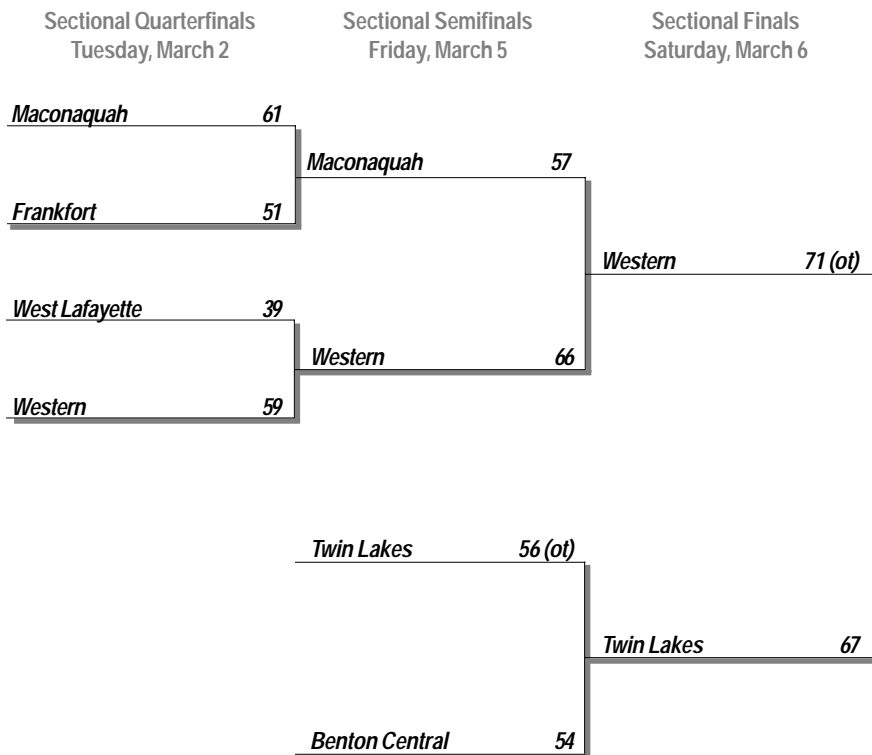 Sectional Quarterfinals
Tuesday, March 2
Sectional Semifinals
Friday, March 5
Sectional Finals
Saturday, March 6
Maconaquah 61
Frankfort 51
West Lafayette 39
Western 59
Maconaquah 57
Western 66
Twin Lakes 56 (ot)
Benton Central 54
Western 71 (ot)
Twin Lakes 67